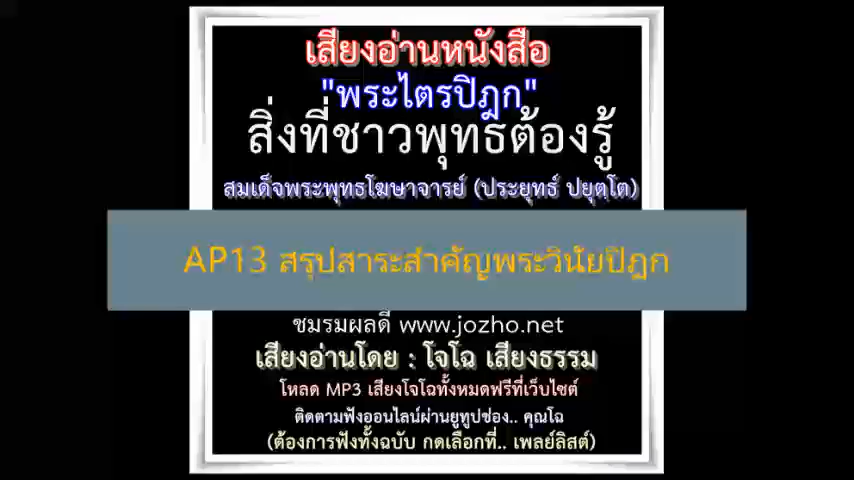 เสียงอ่านหนังสือ
"พระไตรปิฎก"
สิ่งที่ชาวพุทธต้องรู้
สมเด็จพระพุทธโฆษาจารย์ (ประยุทธ์ ปยุตฺโต)
AP13 สรุปสาระสำคัญพระวินัยปิฎก
ชมรมผลดี www.jozho.net
เสียงอ่านโดย : โจโฉ เสียงธรรม
โหลด MP3 เสียงโจโฉทั้งหมดฟรีที่เว็บไซต์
ติดตามฟังออนไลน์ผ่านยูทูปช่อง.. คุณโฉ
(ต้องการฟังทั้งฉบับ กดเลือกที่.. เพลย์ลิสต์)